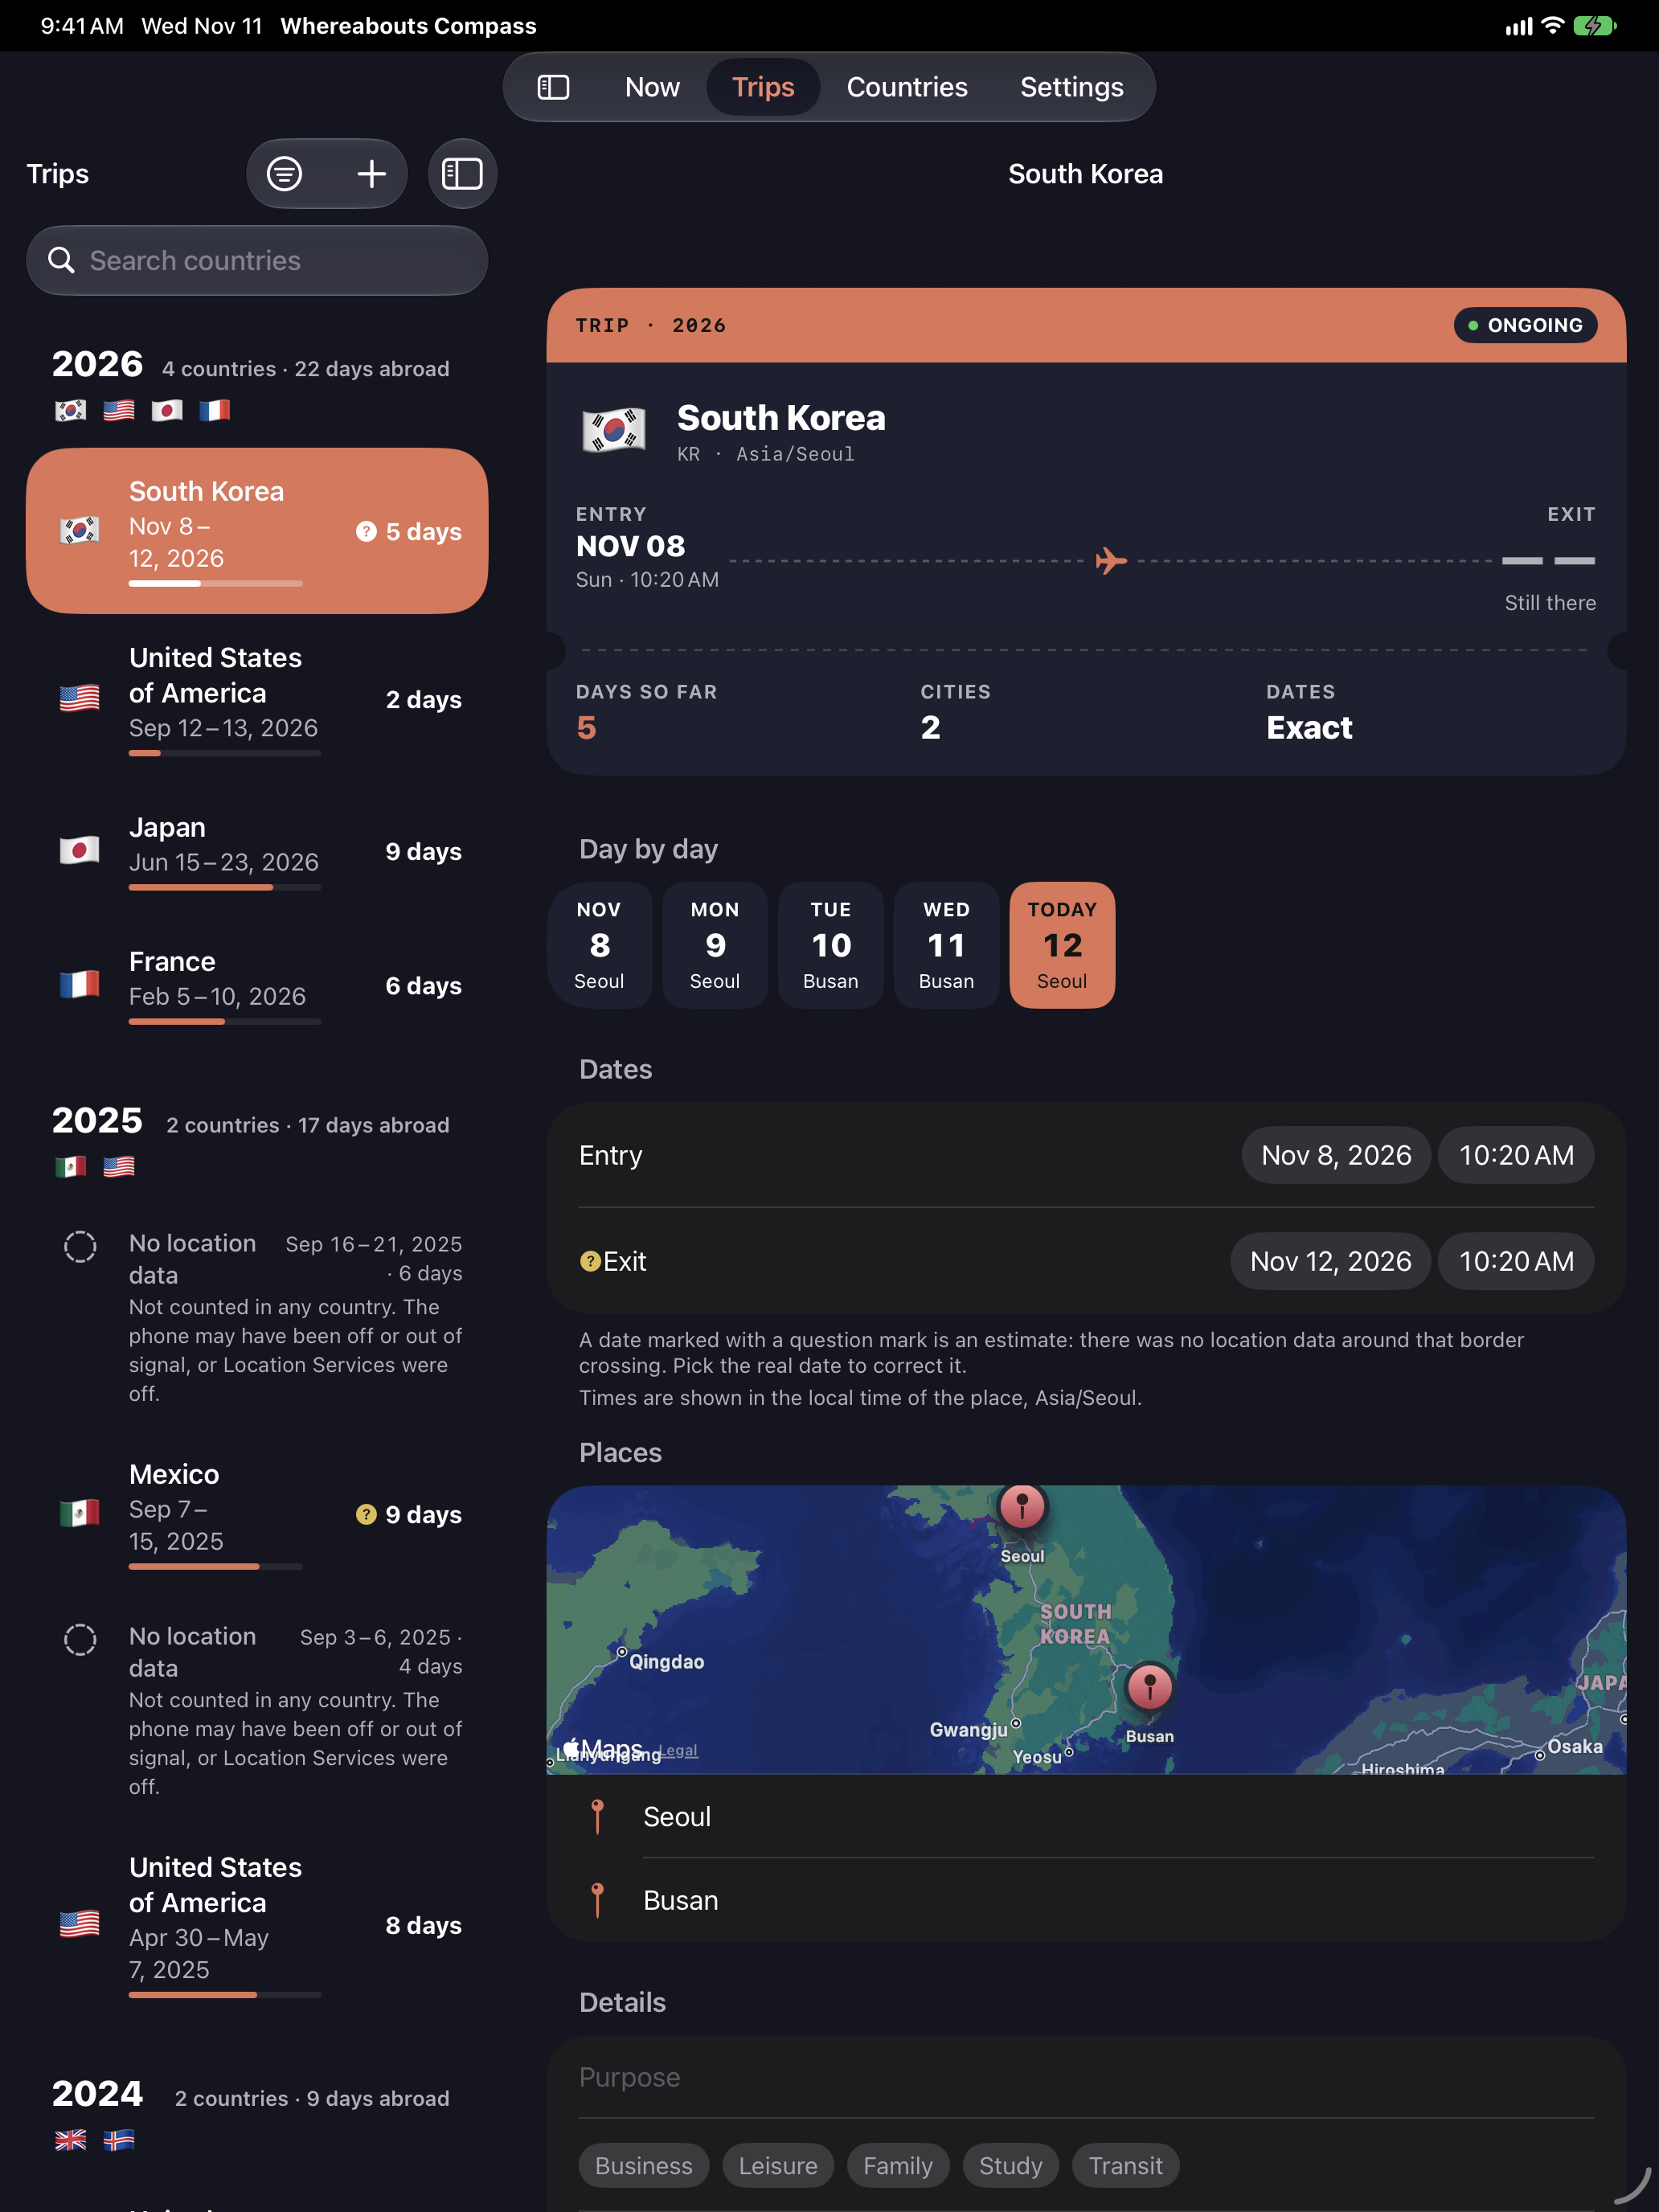 9:41 AM Wed Nov 11 Whereabouts Compass
Now Trips Countries Settings
Trips
Search countries
2026 4 countries · 22 days abroad
South Korea
Nov 8 –
12, 2026
? 5 days
United States
of America
Sep 12 – 13, 2026
2 days
Japan
Jun 15 – 23, 2026
9 days
France
Feb 5 – 10, 2026
6 days
2025 2 countries · 17 days abroad
No location
data
Sep 16 – 21, 2025
· 6 days
Not counted in any country. The
phone may have been off or out of
signal, or Location Services were
off.
Mexico
Sep 7 –
15, 2025
? 9 days
No location
data
Sep 3 – 6, 2025 ·
4 days
Not counted in any country. The
phone may have been off or out of
signal, or Location Services were
off.
United States
of America
Apr 30 – May
7, 2025
8 days
2024 2 countries · 9 days abroad
South Korea
TRIP · 2026
ONGOING
South Korea
KR · Asia/Seoul
ENTRY
NOV 08
Sun · 10:20 AM
EXIT
— —
Still there
DAYS SO FAR
5
CITIES
2
DATES
Exact
Day by day
NOV
8
Seoul
MON
9
Seoul
TUE
10
Busan
WED
11
Busan
TODAY
12
Seoul
Dates
Entry Nov 8, 2026 10:20 AM
? Exit Nov 12, 2026 10:20 AM
A date marked with a question mark is an estimate: there was no location data around that border
crossing. Pick the real date to correct it.
Times are shown in the local time of the place, Asia/Seoul.
Places
Seoul
SOUTH
KOREA
Qingdao
JAPA
Gwangju
Busan
Yeosu
Osaka
Maps Legal
Lianyungang
Hiroshima
Seoul
Busan
Details
Purpose
Business Leisure Family Study Transit